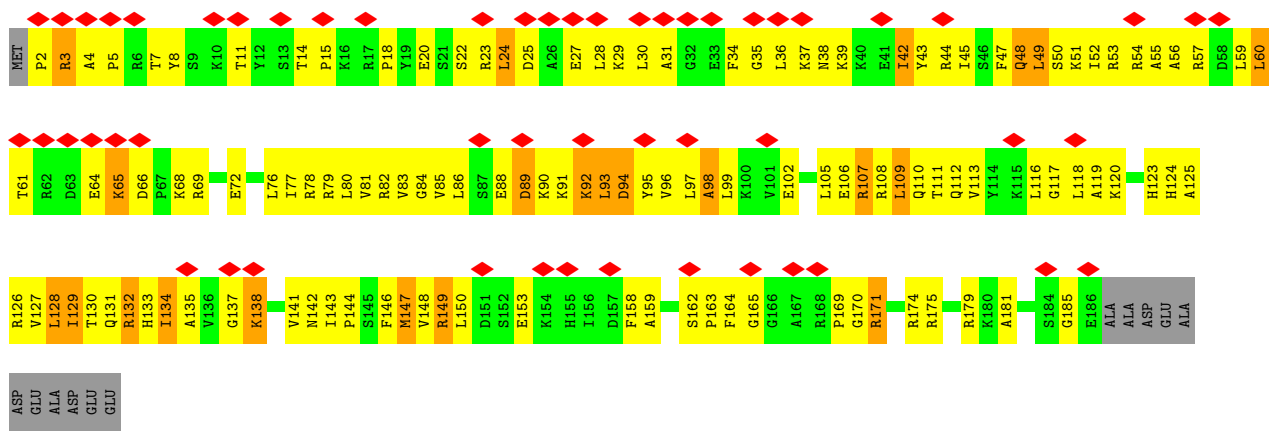 MET P2 R3 A4 P5 R6 T7 Y8 S9 K10 T11 Y12 S13 T14 P15 K16 R17 P18 Y19 E20 S21 S22 R23 L24 D25 A26 E27 L28 K29 L30 A31 G32 E33 F34 G35 L36 K37 N38 K39 K40 E41 I42 Y43 R44 I45 S46 F47 Q48 L49 S50 K51 I52 R53 R54 A55 A56 R57 D58 L59 L60
T61 R62 D63 E64 K65 D66 P67 K68 R69 E72 L76 I77 R78 R79 L80 V81 R82 V83 G84 V85 L86 S87 E88 D89 K90 K91 K92 L93 D94 Y95 V96 L97 A98 L99 K100 V101 E102 L105 E106 R107 R108 L109 Q110 T111 Q112 V113 Y114 K115 L116 G117 L118 A119 K120 H123 H124 A125
R126 V127 L128 I129 T130 Q131 R132 H133 I134 A135 V136 G137 K138 V141 N142 I143 P144 S145 F146 M147 V148 R149 L150 D151 S152 E153 K154 H155 I156 D157 F158 A159 S162 P163 F164 G165 G166 A167 R168 P169 G170 R171 R174 R175 R179 K180 A181 S184 G185 E186 ALA ALA ASP GLU ALA
ASP GLU ALA ASP GLU GLU